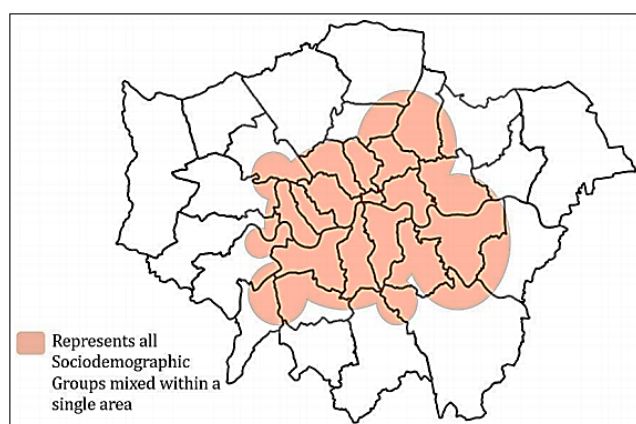 Represents all
Sociodemographic
Groups mixed within a
single area